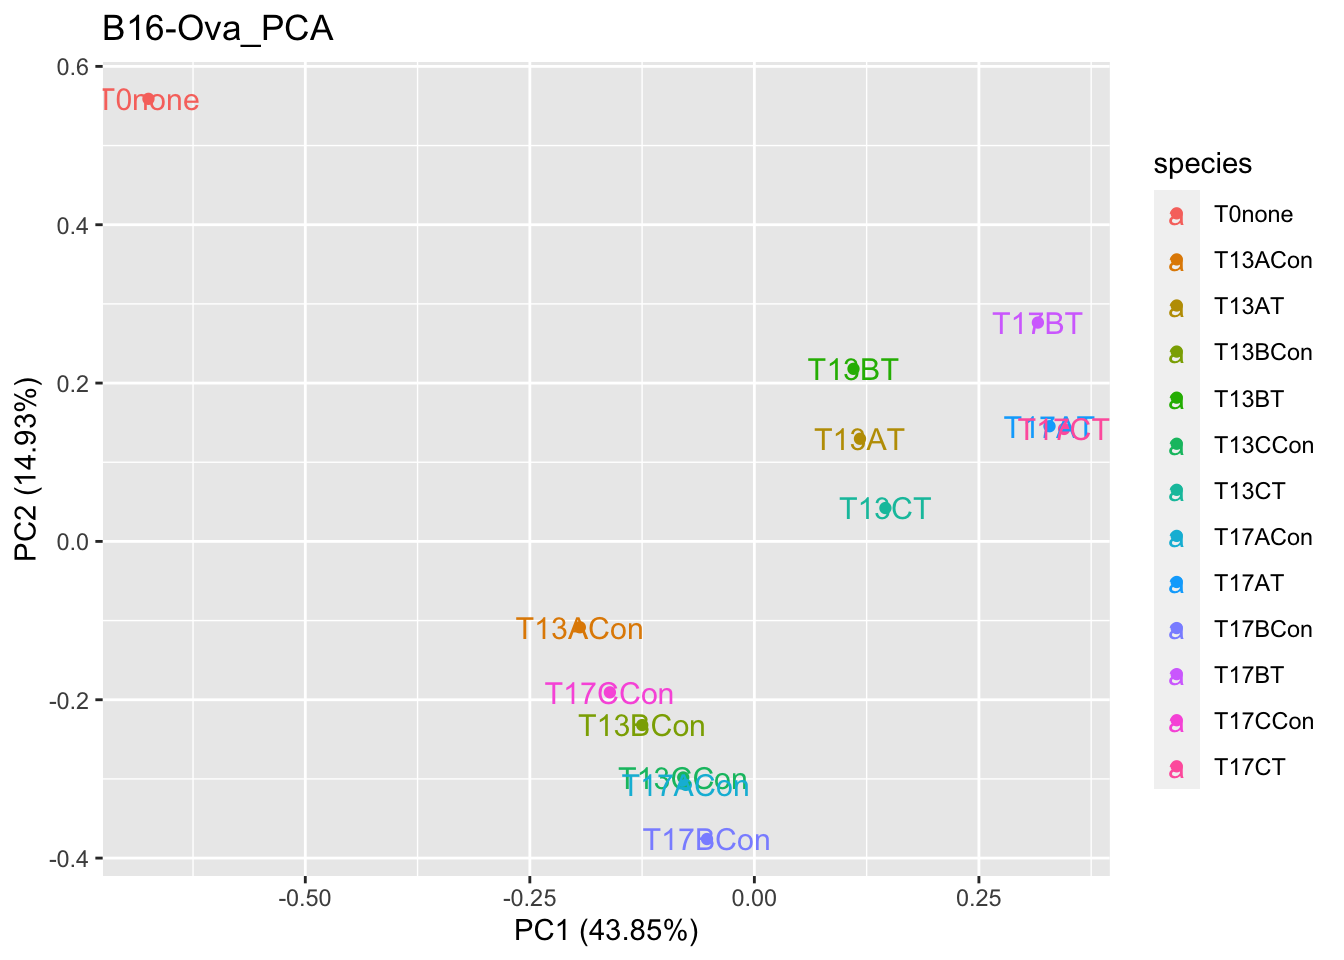 B16-Ova_PCA
0.6
0.4
0.2
0.0
-0.2
-0.4
PC2 (14.93%)
T0none
T17BT
T13BT
T17AT
T17CT
T13AT
T13CT
T13ACon
T17CCon
T13BCon
T13CCon
T17ACon
T17BCon
-0.50
-0.25
0.00
0.25
PC1 (43.85%)
species
a T0none
a T13ACon
a T13AT
a T13BCon
a T13BT
a T13CCon
a T13CT
a T17ACon
a T17AT
a T17BCon
a T17BT
a T17CCon
a T17CT